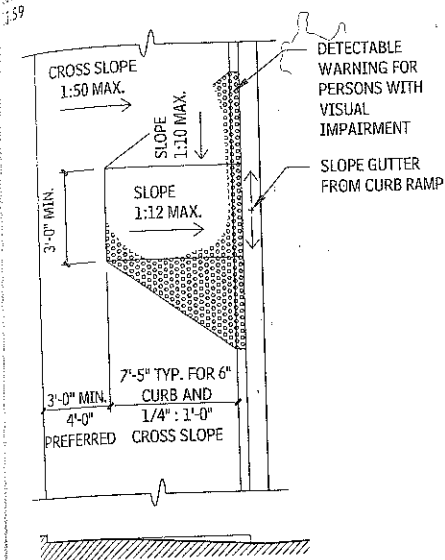 :59
CROSS SLOPE
1:50 MAX.
SLOPE
1:10 MAX.
SLOPE
1:12 MAX.
3'-0" MIN.
DETECTABLE
WARNING FOR
PERSONS WITH
VISUAL
IMPAIRMENT
SLOPE GUTTER
FROM CURB RAMP
3'-0" MIN.
4'-0"
PREFERRED
7'-5" TYP. FOR 6"
CURB AND
1/4" : 1'-0"
CROSS SLOPE